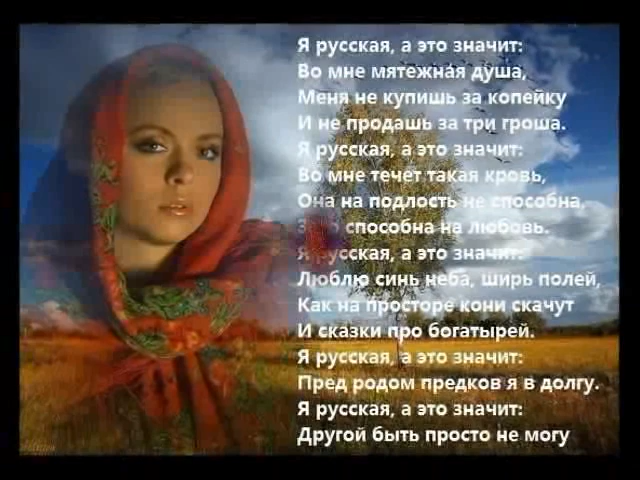 Я русская, а это значит:
Во мне мятежная душа,
Меня не купишь за копейку
И не продашь за три гроша.
Я русская, а это значит:
Во мне течет такая кровь,
Она на подлость не способна,
способна на любовь.
Я русская, а это значит:
Люблю синь неба, ширь полей,
Как на просторе кони скачут
И сказки про богатырей.
Я русская, а это значит:
Пред родом предков я в долгу.
Я русская, а это значит:
Другой быть просто не могу